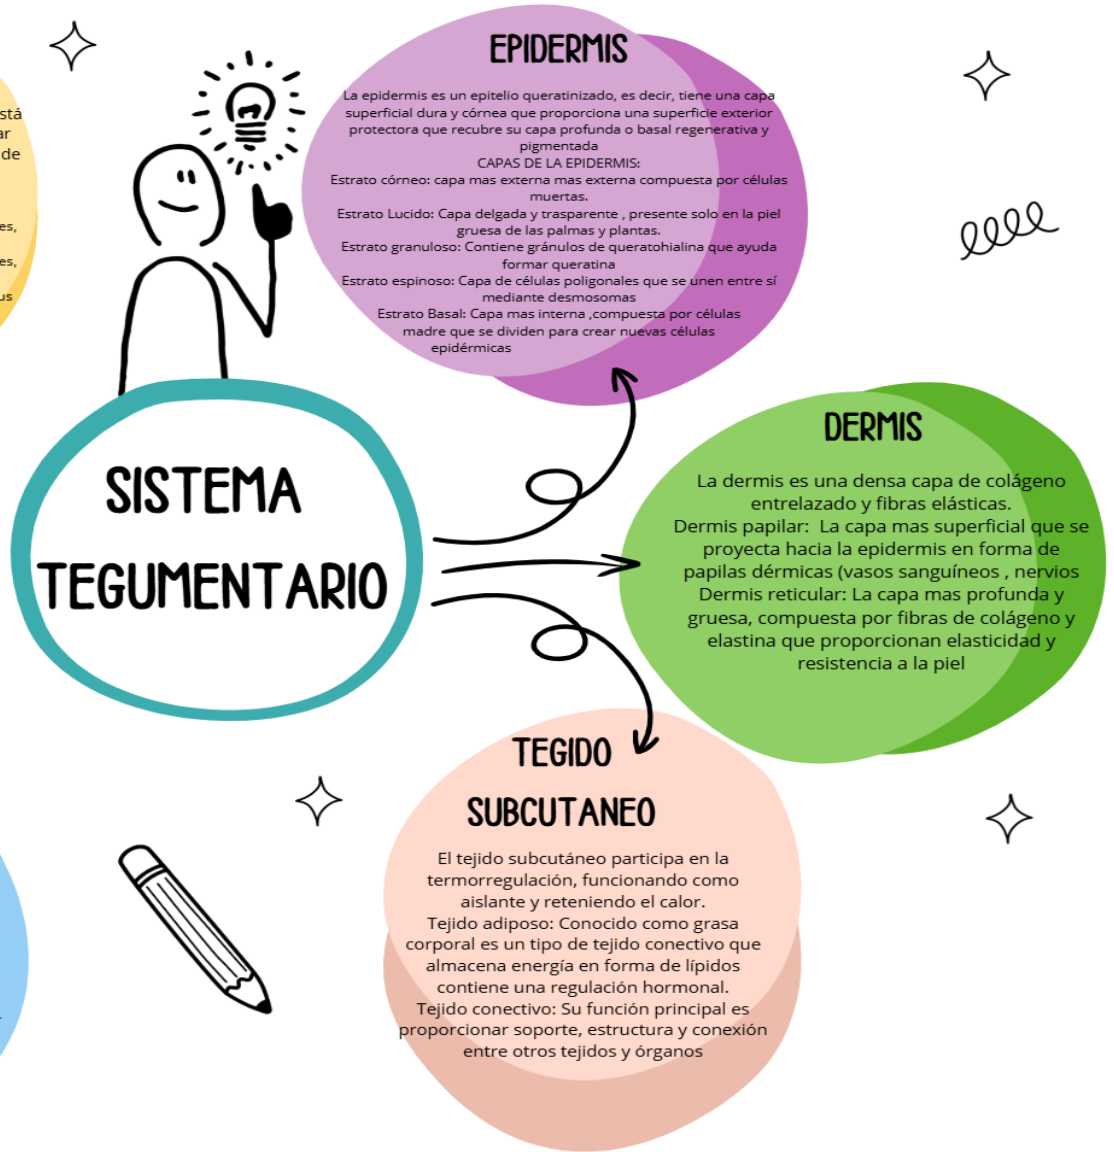 stá
ar
de
es,
es,
us
EPIDERMIS
La epidermis es un epitelio queratinizado, es decir, tiene una capa
superficial dura y córnea que proporciona una superficie exterior
protectora que recubre su capa profunda o basal regenerativa y
pigmentada
CAPAS DE LA EPIDERMIS:
Estrato córneo: capa mas externa mas externa compuesta por células
muertas.
Estrato Lucido: Capa delgada y trasparente , presente solo en la piel
gruesa de las palmas y plantas.
Estrato granuloso: Contiene gránulos de queratohialina que ayuda
formar queratina
Estrato espinoso: Capa de células poligonales que se unen entre sí
mediante desmosomas
Estrato Basal: Capa mas interna ,compuesta por células
madre que se dividen para crear nuevas células
epidérmicas
SISTEMA
TEGUMENTARIO
DERMIS
La dermis es una densa capa de colágeno
entrelazado y fibras elásticas.
Dermis papilar: La capa mas superficial que se
proyecta hacia la epidermis en forma de
papilas dérmicas (vasos sanguíneos , nervios
Dermis reticular: La capa mas profunda y
gruesa, compuesta por fibras de colágeno y
elastina que proporcionan elasticidad y
resistencia a la piel
TEGIDO
SUBCUTANEO
El tejido subcutáneo participa en la
termorregulación, funcionando como
aislante y reteniendo el calor.
Tejido adiposo: Conocido como grasa
corporal es un tipo de tejido conectivo que
almacena energía en forma de lípidos
contiene una regulación hormonal.
Tejido conectivo: Su función principal es
proporcionar soporte, estructura y conexión
entre otros tejidos y órganos